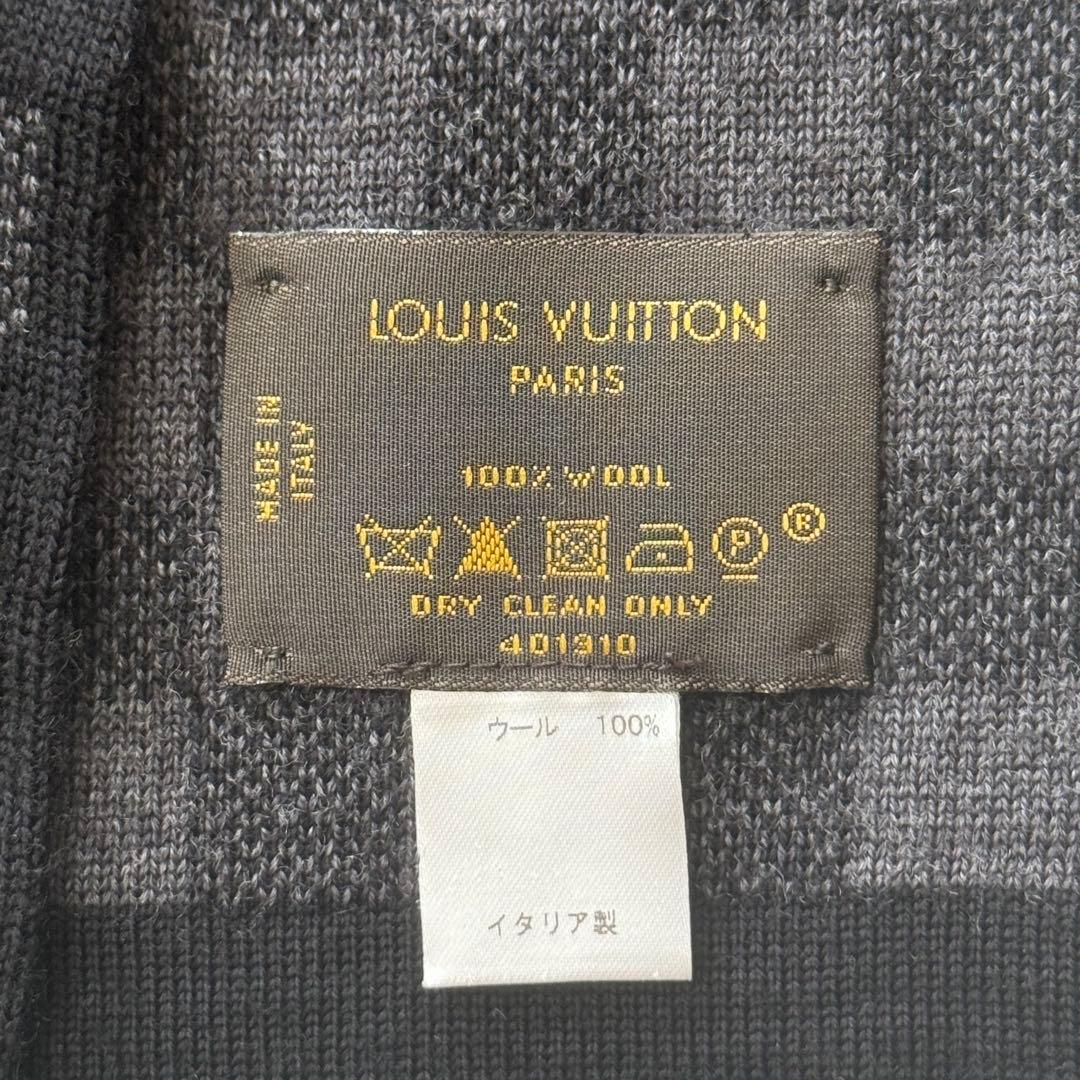 LOUIS VUITTON
PARIS
MADE IN
ITALY
100% WOOL
P ®
DRY CLEAN ONLY
401910
ウール 100%
イタリア製